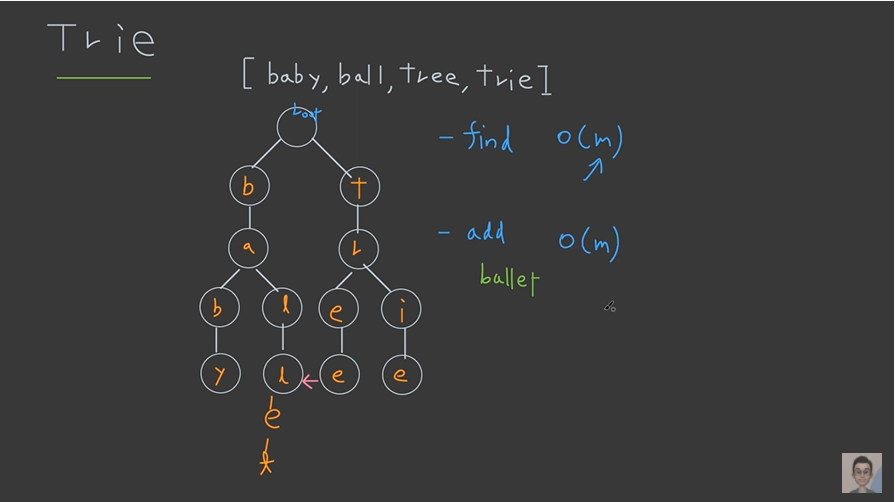 Trie
[ baby, ball, tree, trie ]
root
- find O(m)
b t
- add O(m)
a r
ballet
b l e i
y l e e
e
t